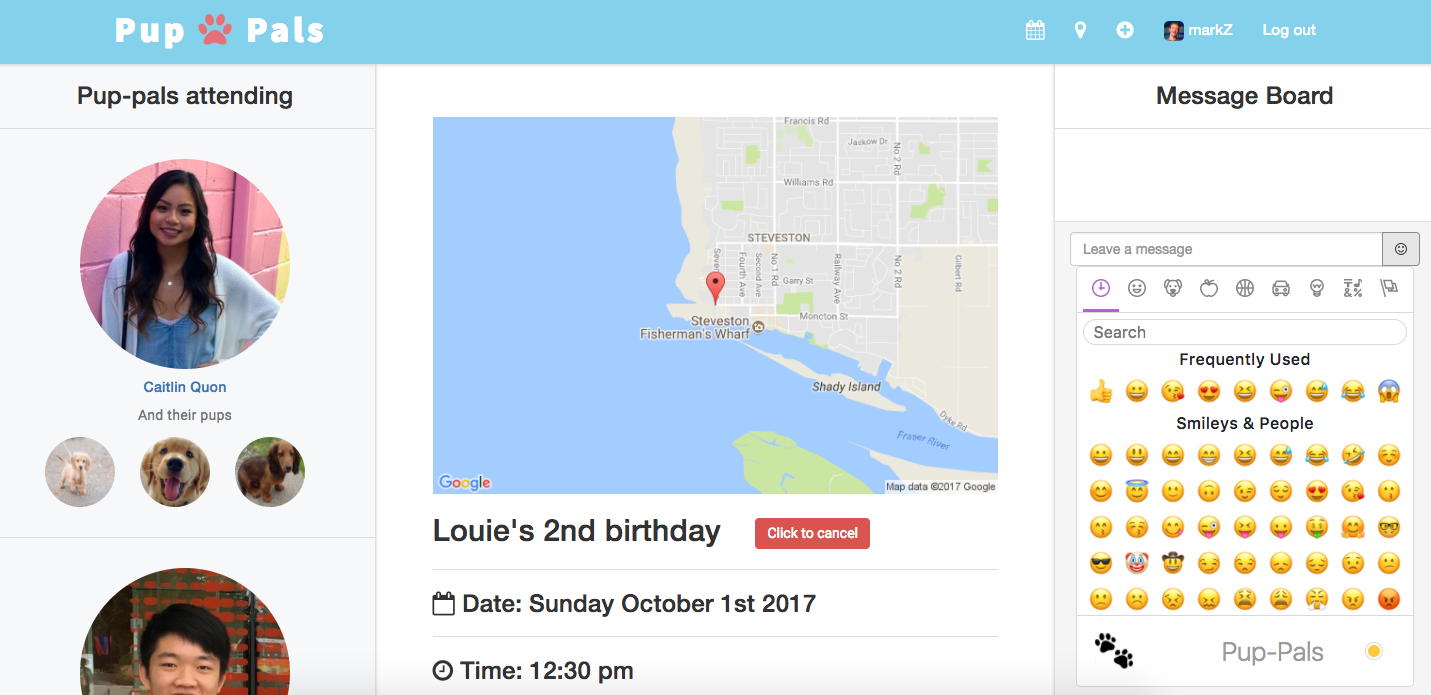 Pup Pals
markZ
Log out
Pup-pals attending
Caitlin Quon
And their pups
Francis Rd
Jaskow Dr
No 2 Rd
Williams Rd
STEVESTON
Seven
Fourth Ave
Second Ave
No 1 Rd
Garry St
Railway Ave
No 2 Rd
Gilbert Rd
Moncton St
Steveston
Fisherman's Wharf
Shady Island
Dyke Rd
Fraser River
Google
Map data ©2017 Google
Louie's 2nd birthday
Click to cancel
Date: Sunday October 1st 2017
Time: 12:30 pm
Message Board
Leave a message
Search
Frequently Used
Smileys & People
Pup-Pals